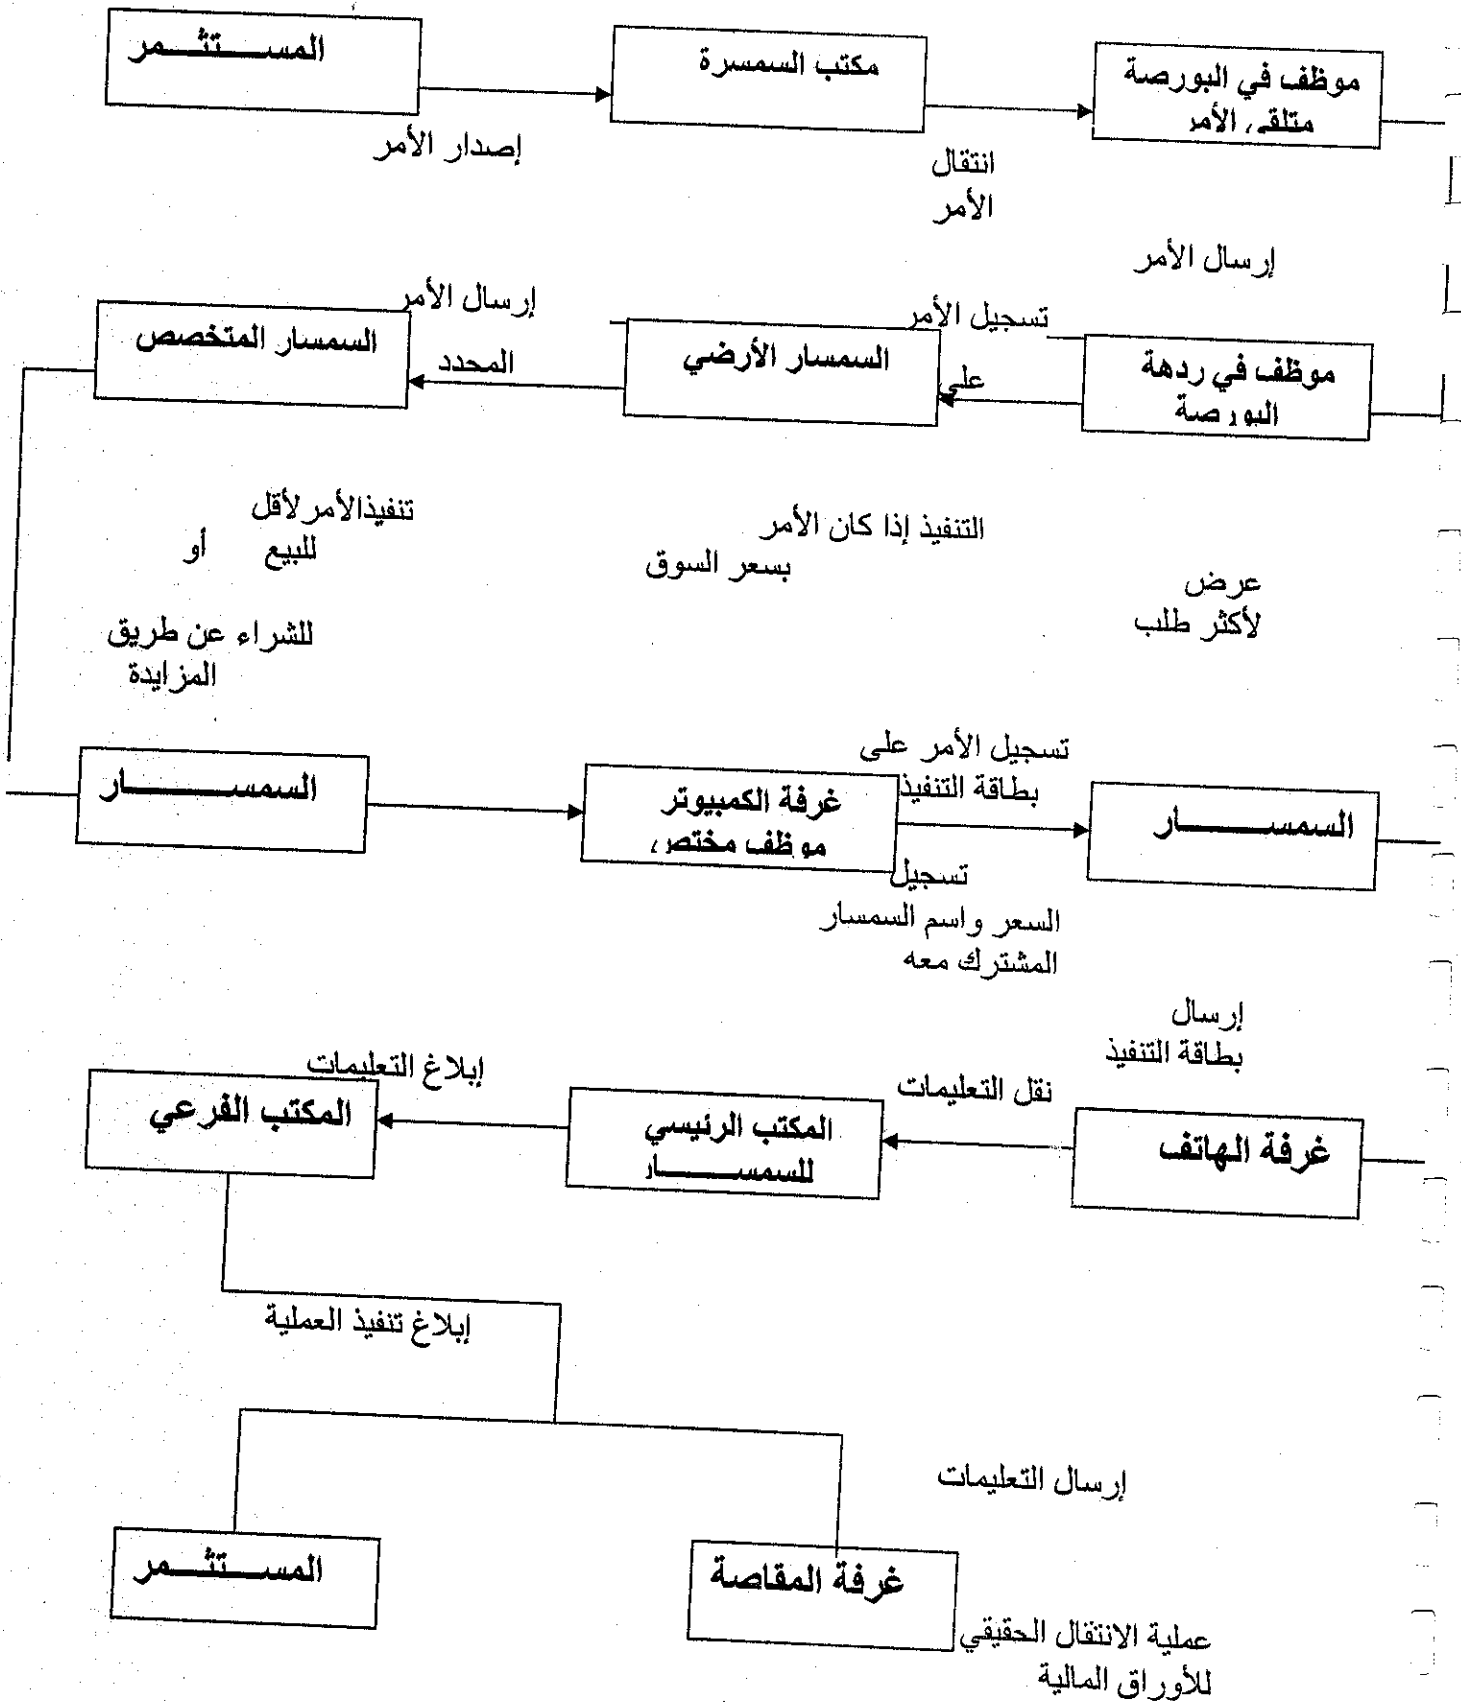 المستثمر
مكتب السمسرة
موظف في البورصة
متلقي الأمر
إصدار الأمر
انتقال
الأمر
إرسال الأمر
إرسال الأمر
المحدد
تسجيل الأمر
على
السمسار المتخصص
السمسار الأرضي
موظف في ردهة
البورصة
تنفيذالأمر لأقل
للبيع أو
للشراء عن طريق
المزايدة
التنفيذ إذا كان الأمر
بسعر السوق
عرض
لأكثر طلب
السمسار
غرفة الكمبيوتر
موظف مختص
تسجيل الأمر على
بطاقة التنفيذ
السمسار
تسجيل
السعر واسم السمسار
المشترك معه
إرسال
بطاقة التنفيذ
إبلاغ التعليمات
نقل التعليمات
المكتب الفرعي
المكتب الرئيسي
للسمسار
غرفة الهاتف
إبلاغ تنفيذ العملية
إرسال التعليمات
المستثمر
غرفة المقاصة
عملية الانتقال الحقيقي
للأوراق المالية